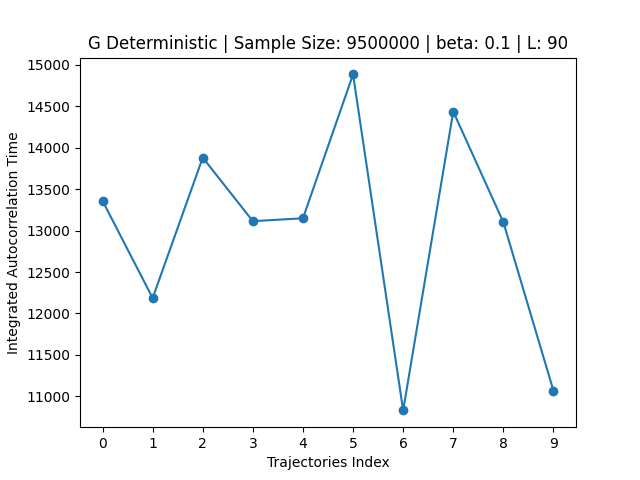 G Deterministic | Sample Size: 9500000 | beta: 0.1 | L: 90
Integrated Autocorrelation Time
15000
14500
14000
13500
13000
12500
12000
11500
11000
0 1 2 3 4 5 6 7 8 9
Trajectories Index